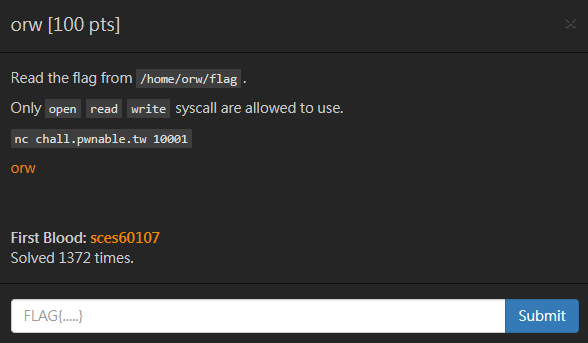 orw [100 pts]
×
Read the flag from /home/orw/flag .
Only open read write syscall are allowed to use.
nc chall.pwnable.tw 10001
orw
First Blood: sces60107
Solved 1372 times.
FLAG{.....}
Submit